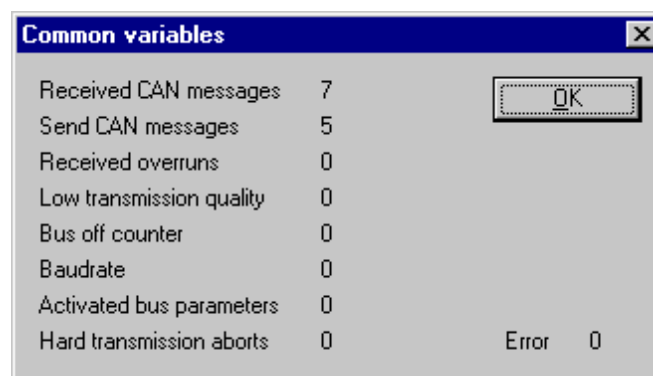 Common variables
Received CAN messages 7
OK
Send CAN messages 5
Received overruns 0
Low transmission quality 0
Bus off counter 0
Baudrate 0
Activated bus parameters 0
Hard transmission aborts 0 Error 0